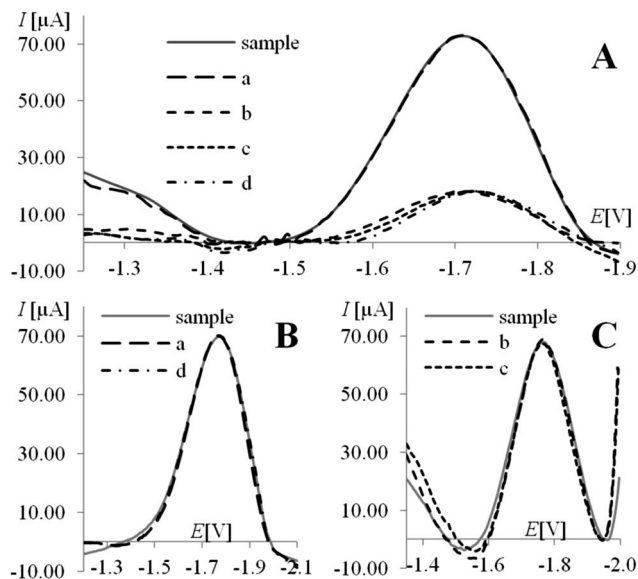 I [µA]
70.00
50.00
30.00
10.00
-10.00
sample
a
b
c
d
A
E[V]
-1.3
-1.4
-1.5
-1.6
-1.7
-1.8
-1.9
I [µA]
70.00
50.00
30.00
10.00
-10.00
sample
a
d
B
E[V]
-1.3
-1.5
-1.7
-1.9
-2.1
I [µA]
70.00
50.00
30.00
10.00
-10.00
sample
b
c
C
E[V]
-1.4
-1.6
-1.8
-2.0